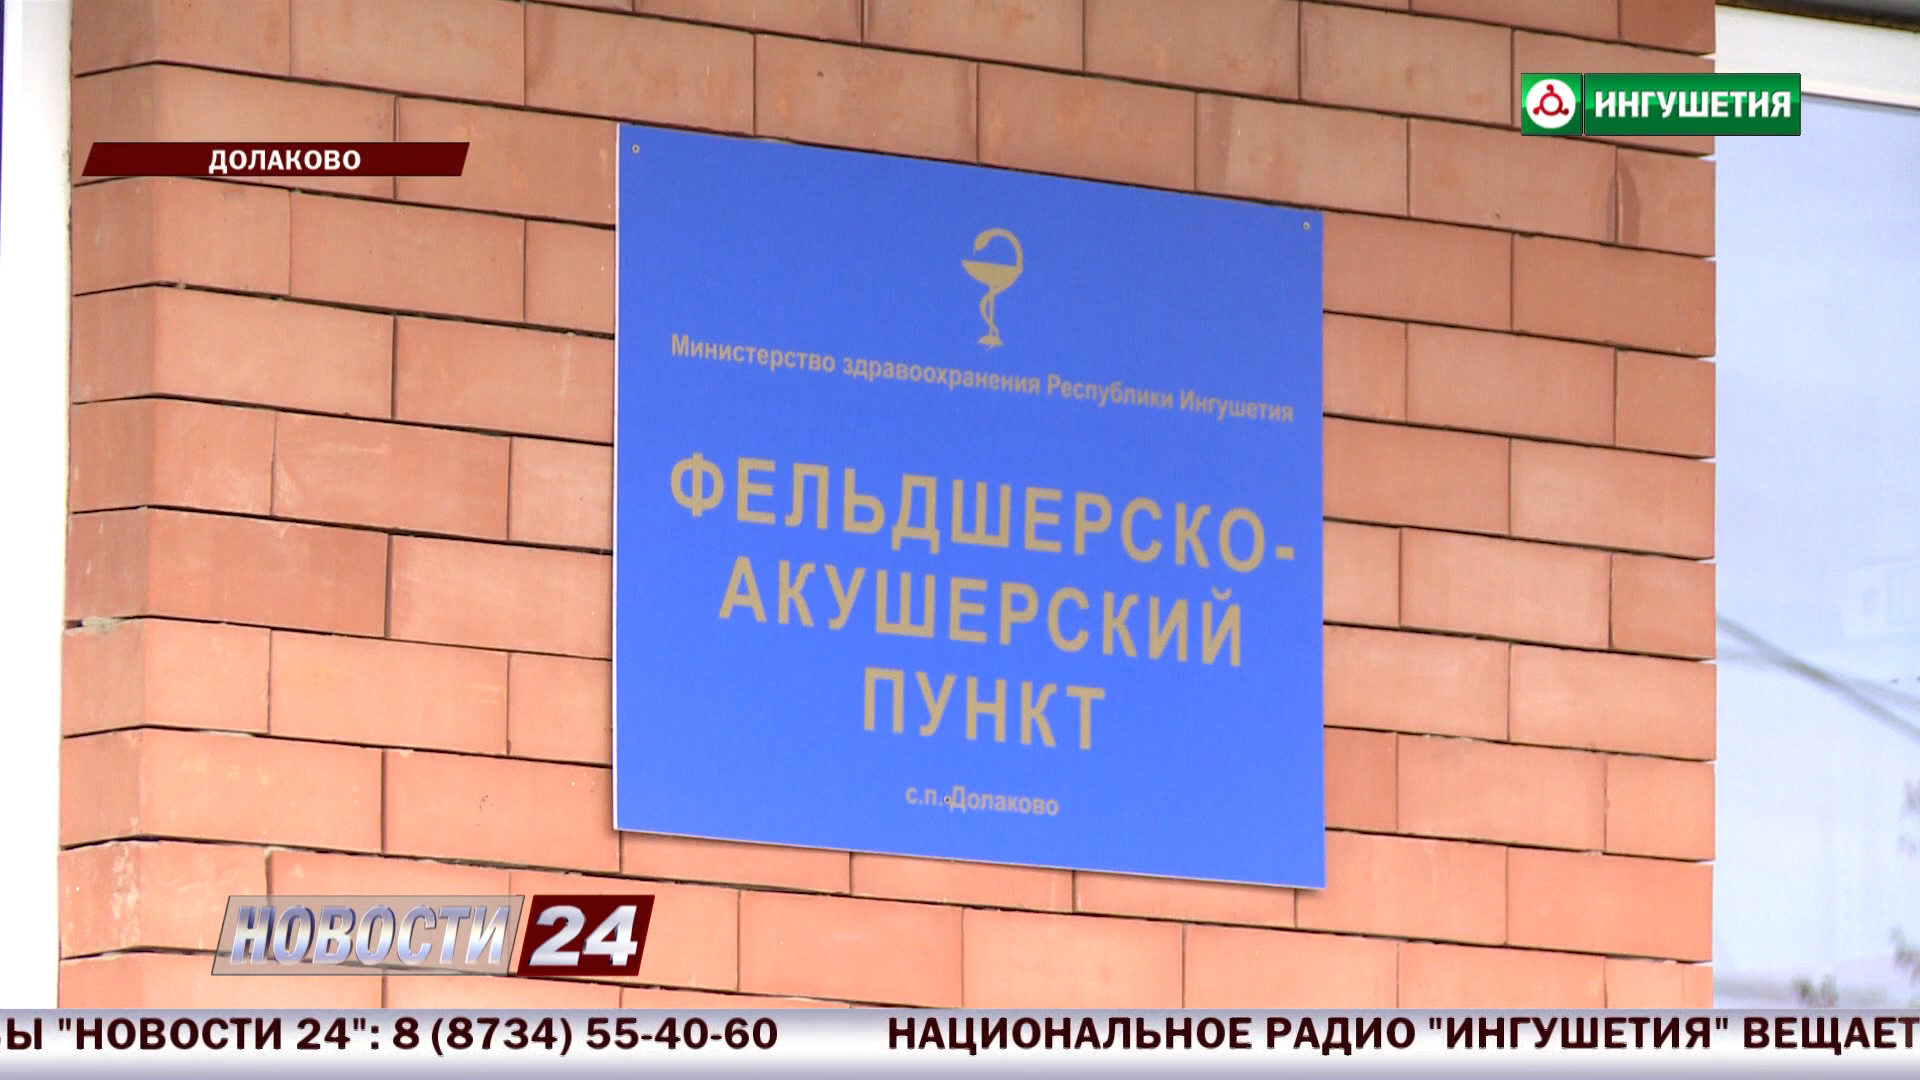 ИНГУШЕТИЯ
ДОЛАКОВО
Министерство здравоохранения Республики Ингушетия
ФЕЛЬДШЕРСКО-
АКУШЕРСКИЙ
ПУНКТ
с.п. Долаково
НОВОСТИ 24
Ы "НОВОСТИ 24": 8 (8734) 55-40-60 НАЦИОНАЛЬНОЕ РАДИО "ИНГУШЕТИЯ" ВЕЩАЕТ